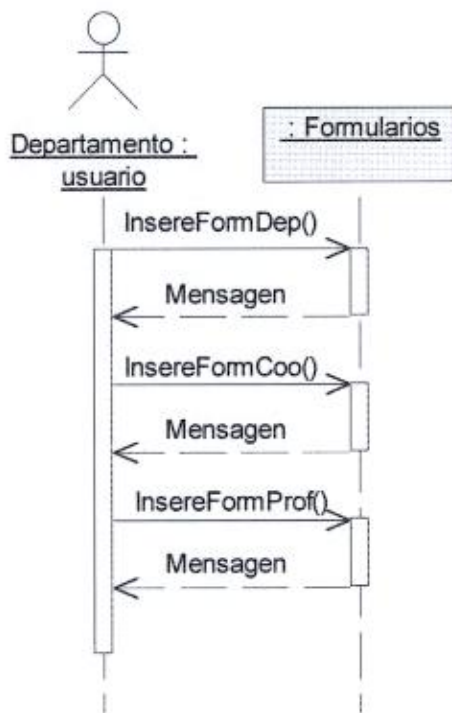 Departamento :
usuario
: Formularios
InsereFormDep()
Mensagen
InsereFormCoo()
Mensagen
InsereFormProf()
Mensagen